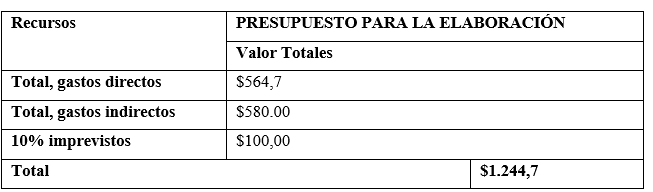 Recursos PRESUPUESTO PARA LA ELABORACIÓN
Valor Totales
Total, gastos directos $564,7
Total, gastos indirectos $580.00
10% imprevistos $100,00
Total $1.244,7